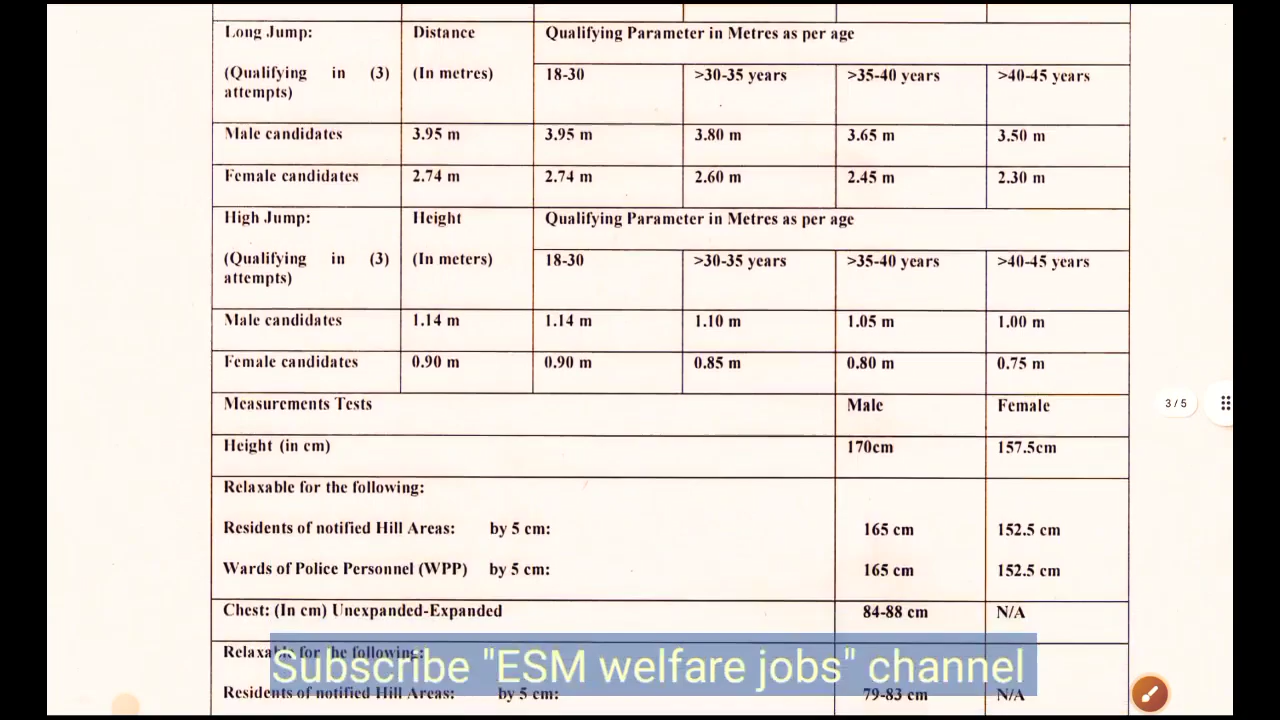 Long Jump: Distance Qualifying Parameter in Metres as per age
(Qualifying in (3) attempts) (In metres) 18-30 >30-35 years >35-40 years >40-45 years
Male candidates 3.95 m 3.95 m 3.80 m 3.65 m 3.50 m
Female candidates 2.74 m 2.74 m 2.60 m 2.45 m 2.30 m
High Jump: Height Qualifying Parameter in Metres as per age
(Qualifying in (3) attempts) (In meters) 18-30 >30-35 years >35-40 years >40-45 years
Male candidates 1.14 m 1.14 m 1.10 m 1.05 m 1.00 m
Female candidates 0.90 m 0.90 m 0.85 m 0.80 m 0.75 m
Measurements Tests Male Female
3 / 5
Height (in cm) 170cm 157.5cm
Relaxable for the following:
Residents of notified Hill Areas: by 5 cm: 165 cm 152.5 cm
Wards of Police Personnel (WPP) by 5 cm: 165 cm 152.5 cm
Chest: (In cm) Unexpanded-Expanded 84-88 cm N/A
Relaxable for the following:
Subscribe "ESM welfare jobs" channel
Residents of notified Hill Areas: by 5 cm: 79-83 cm N/A